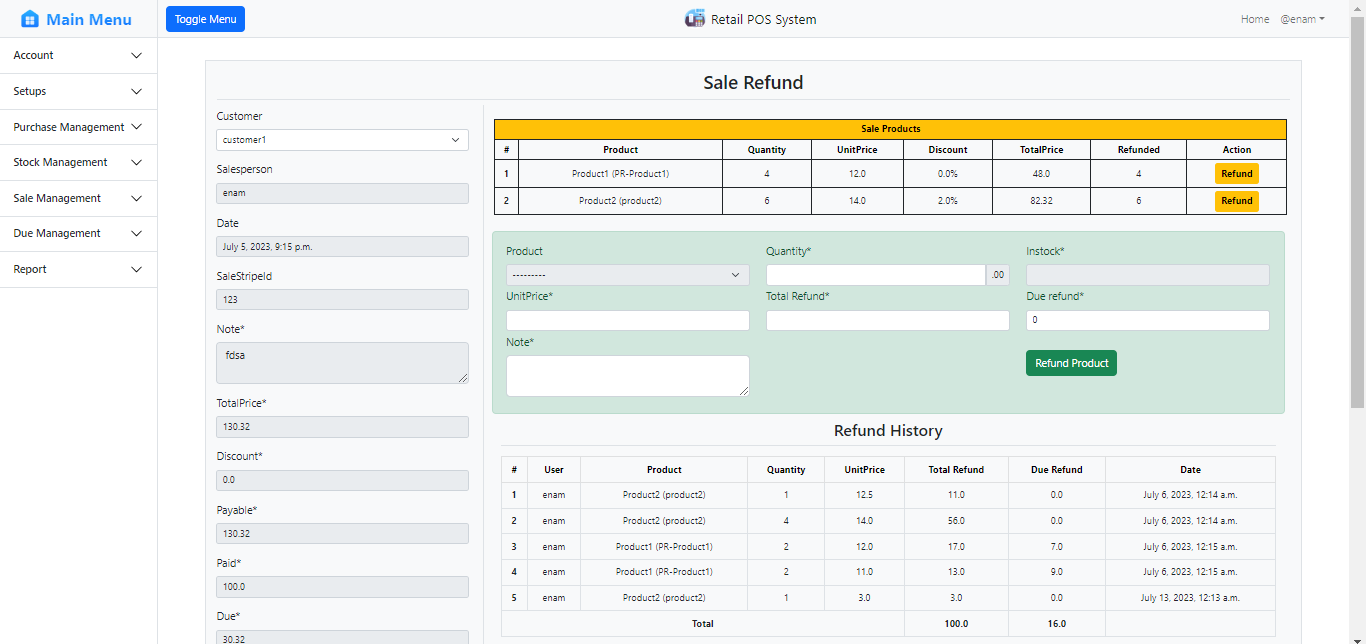 Main Menu
Toggle Menu
Retail POS System
Home @enam
Account
Setups
Purchase Management
Stock Management
Sale Management
Due Management
Report
Sale Refund
Customer
customer1
Salesperson
enam
Date
July 5, 2023, 9:15 p.m.
SaleStripeId
123
Note*
fdsa
TotalPrice*
130.32
Discount*
0.0
Payable*
130.32
Paid*
100.0
Due*
30.32
Sale Products
# Product Quantity UnitPrice Discount TotalPrice Refunded Action
1 Product1 (PR-Product1) 4 12.0 0.0% 48.0 4 Refund
2 Product2 (product2) 6 14.0 2.0% 82.32 6 Refund
Product Quantity* Instock*
--------- .00
UnitPrice* Total Refund* Due refund*
0
Note*
Refund Product
Refund History
# User Product Quantity UnitPrice Total Refund Due Refund Date
1 enam Product2 (product2) 1 12.5 11.0 0.0 July 6, 2023, 12:14 a.m.
2 enam Product2 (product2) 4 14.0 56.0 0.0 July 6, 2023, 12:14 a.m.
3 enam Product1 (PR-Product1) 2 12.0 17.0 7.0 July 6, 2023, 12:15 a.m.
4 enam Product1 (PR-Product1) 2 11.0 13.0 9.0 July 6, 2023, 12:15 a.m.
5 enam Product2 (product2) 1 3.0 3.0 0.0 July 13, 2023, 12:13 a.m.
Total 100.0 16.0